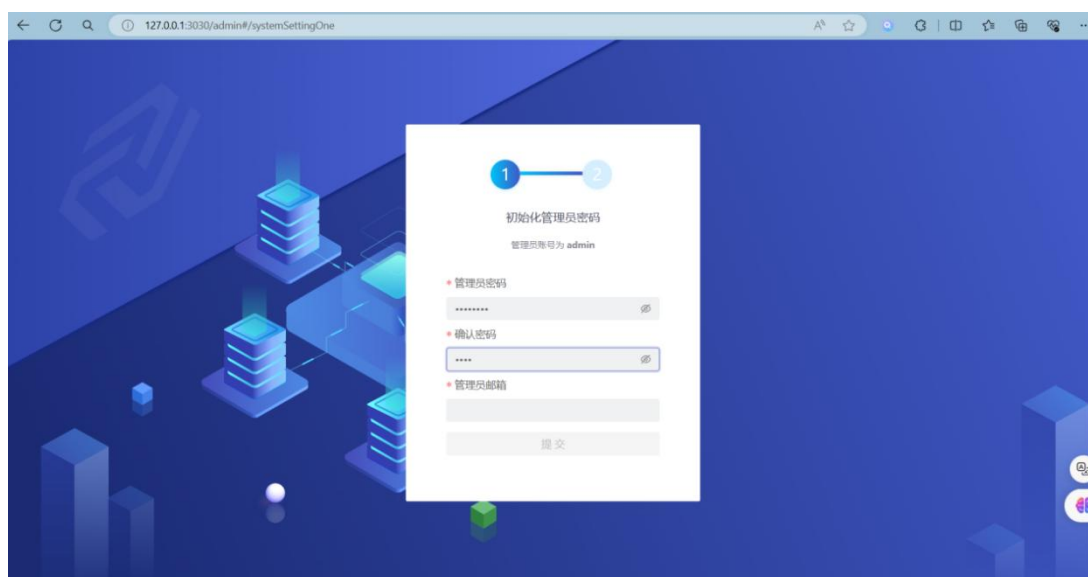 127.0.0.1:3030/admin#/systemSettingOne
1
2
初始化管理员密码
管理员账号为 admin
* 管理员密码
••••••••
* 确认密码
••••
* 管理员邮箱
提交